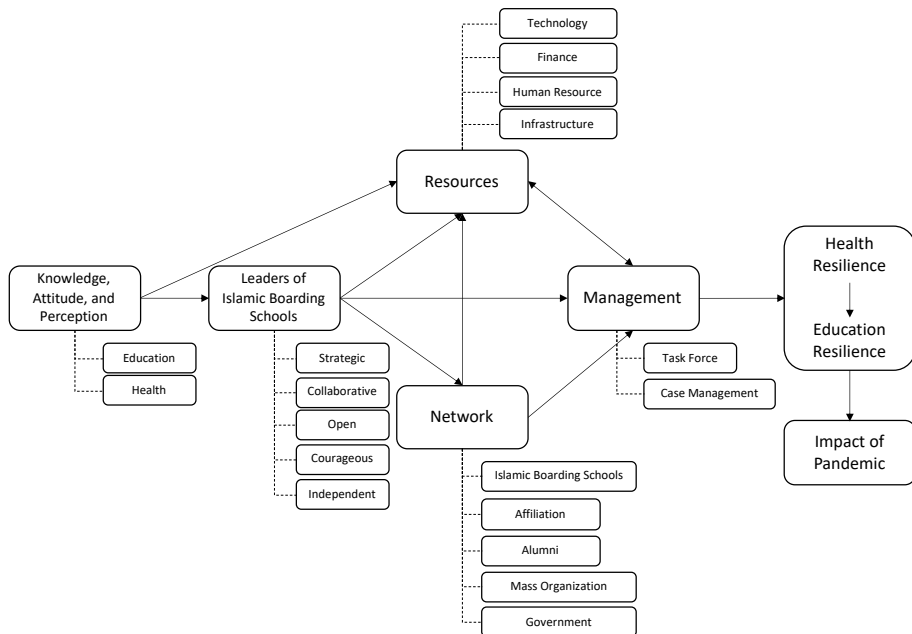 Technology
Finance
Human Resource
Infrastructure
Resources
Knowledge,
Attitude, and
Perception
Education
Health
Leaders of
Islamic Boarding
Schools
Strategic
Collaborative
Open
Courageous
Independent
Network
Islamic Boarding Schools
Affiliation
Alumni
Mass Organization
Government
Management
Task Force
Case Management
Health
Resilience
Education
Resilience
Impact of
Pandemic